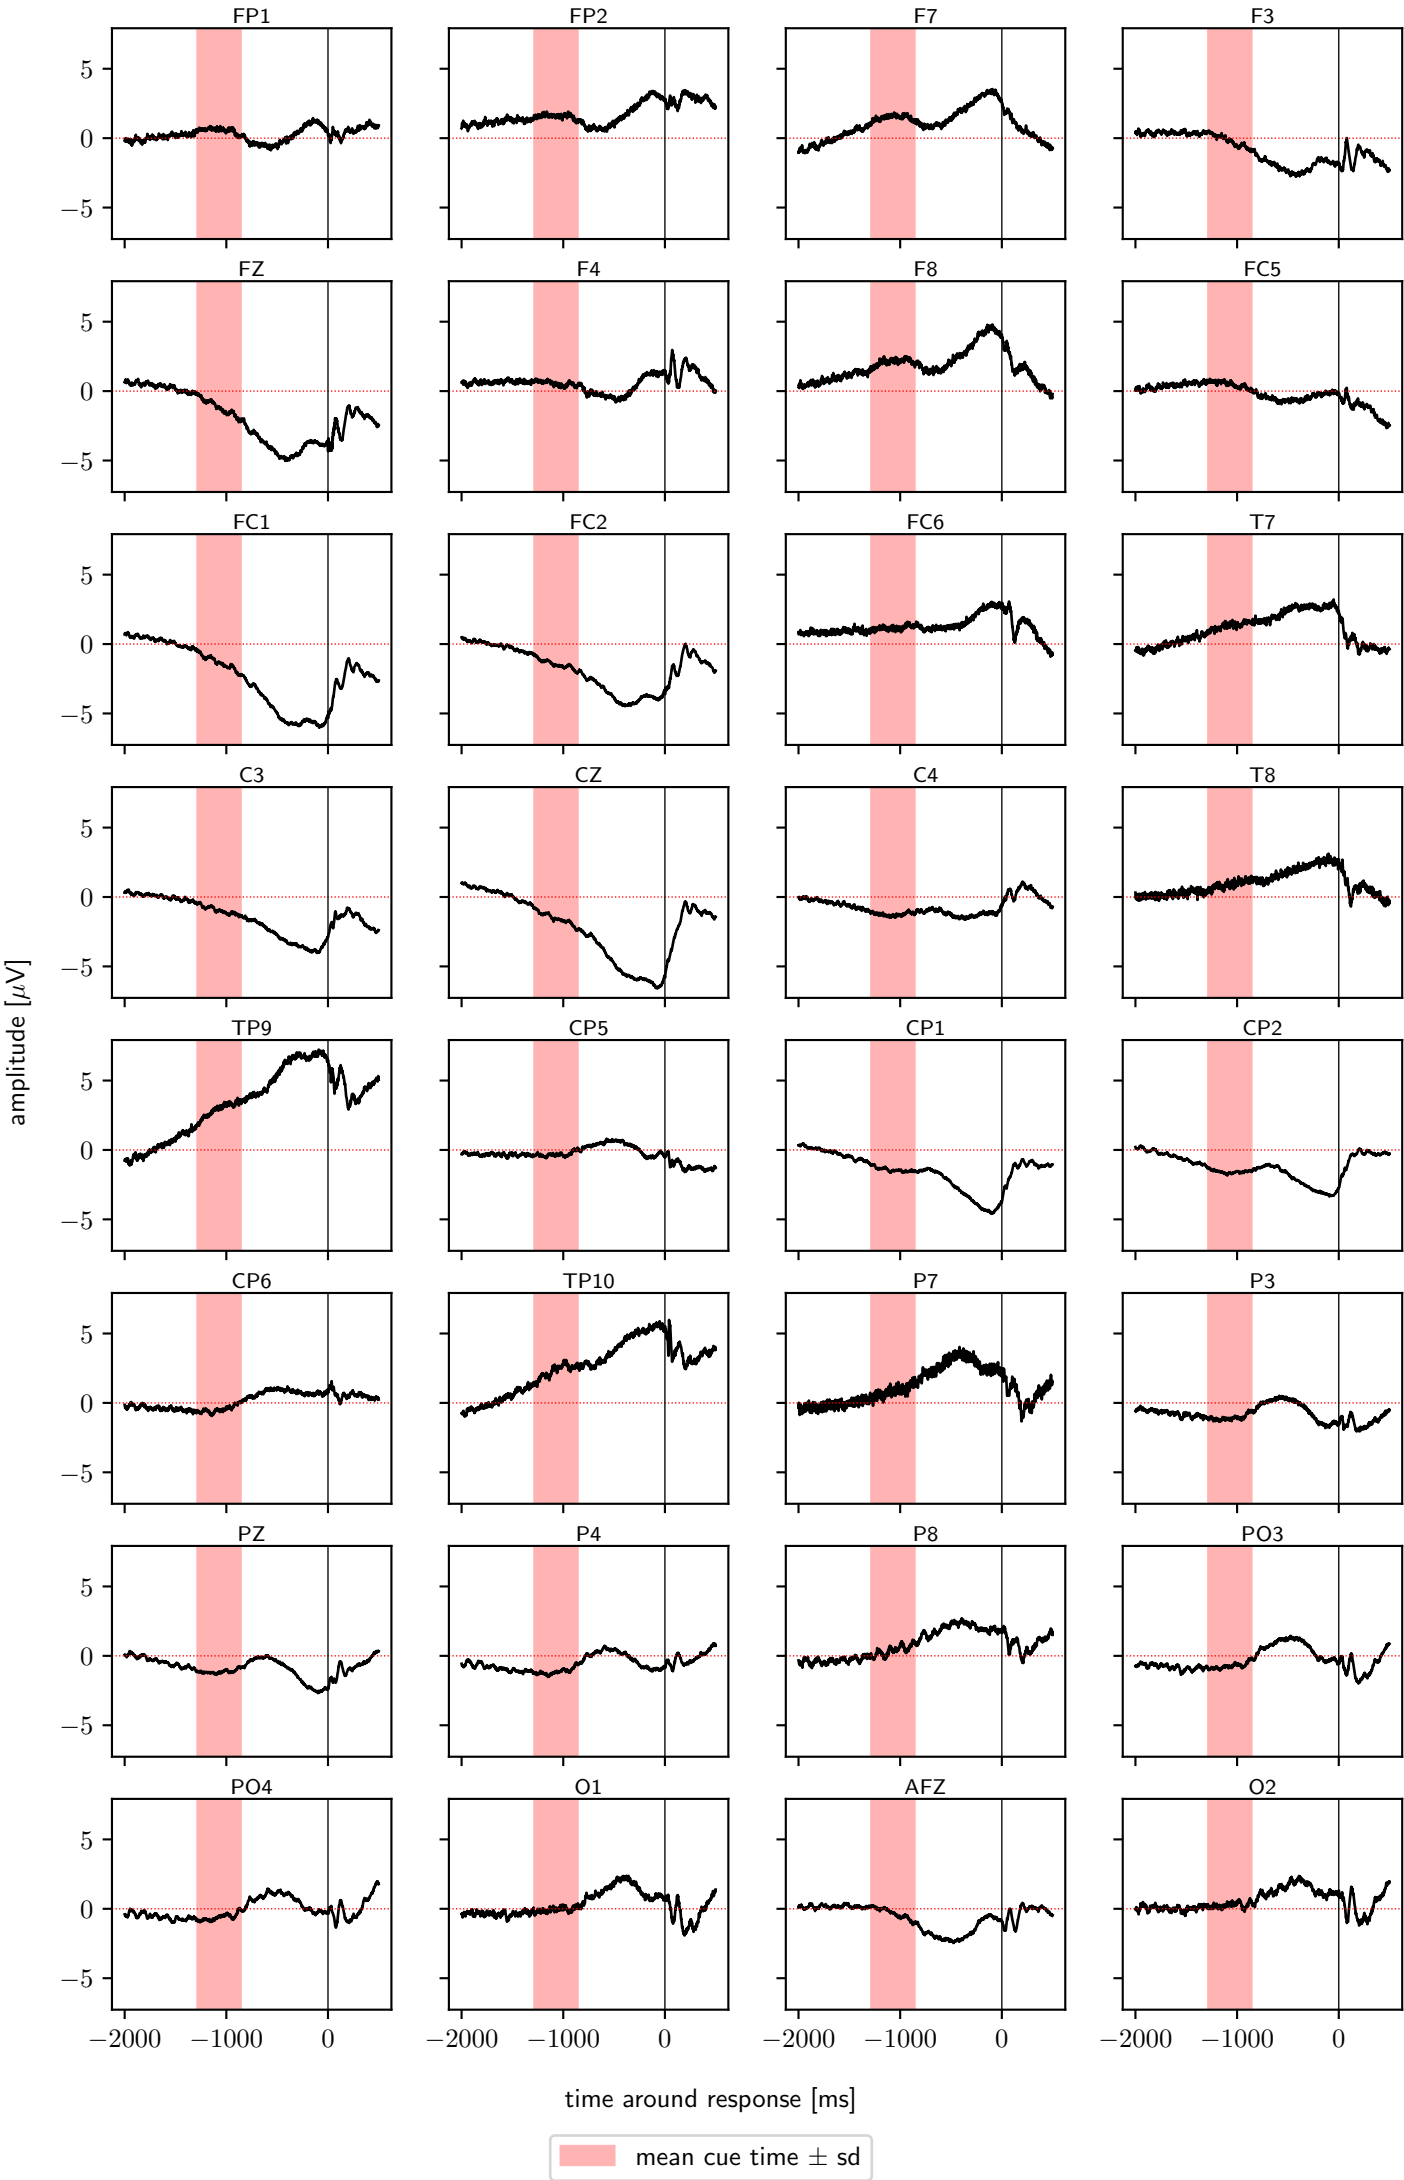 FP1 FP2 F7 F3
5
0
−5
FZ F4 F8 FC5
5
0
−5
FC1 FC2 FC6 T7
5
0
−5
C3 CZ C4 T8
5
0
−5
amplitude [μV]
TP9 CP5 CP1 CP2
5
0
−5
CP6 TP10 P7 P3
5
0
−5
PZ P4 P8 PO3
5
0
−5
PO4 O1 AFZ O2
5
0
−5
−2000 −1000 0 −2000 −1000 0 −2000 −1000 0 −2000 −1000 0
time around response [ms]
mean cue time ± sd